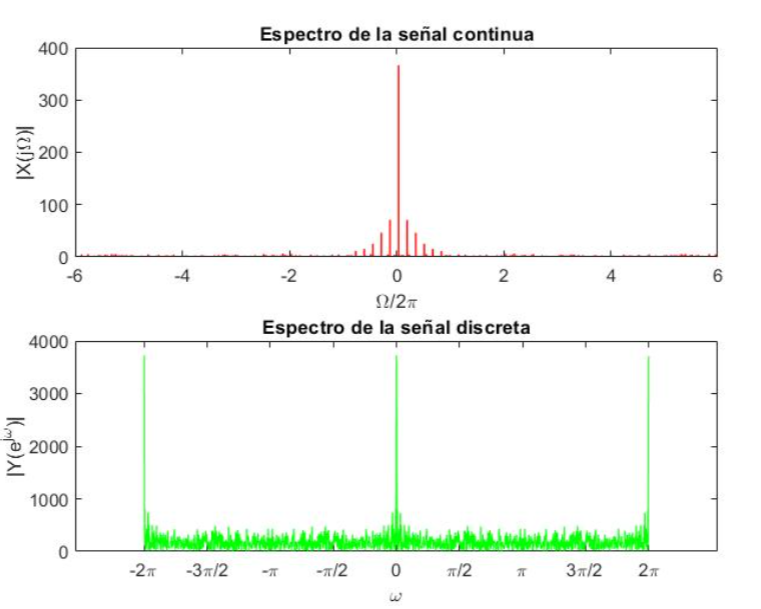 Espectro de la señal continua
400
300
200
100
0
|X(jΩ)|
-6 -4 -2 0 2 4 6
Ω/2π
Espectro de la señal discreta
4000
3000
2000
1000
0
|Y(e^{jω})|
-2π -3π/2 -π -π/2 0 π/2 π 3π/2 2π
ω